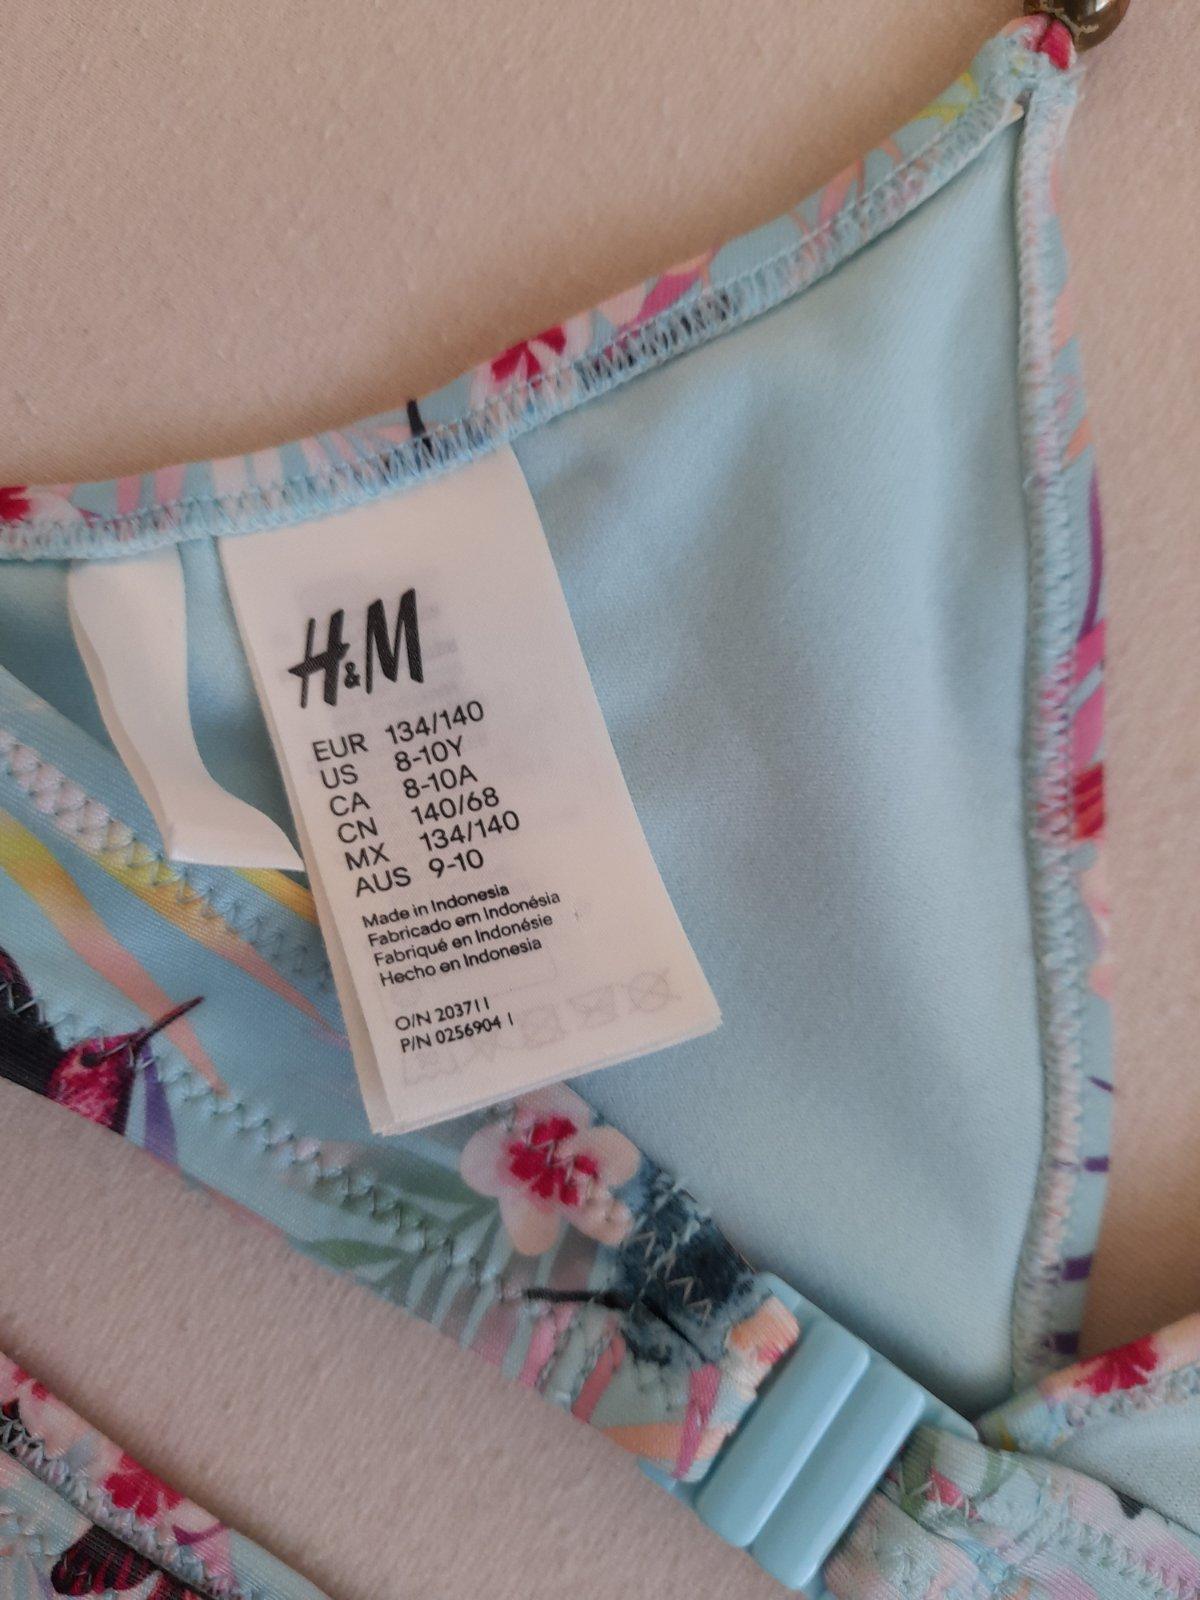 H&M
EUR 134/140
US 8-10Y
CA 8-10A
CN 140/68
MX 134/140
AUS 9-10
Made in Indonesia
Fabricado em Indonésia
Fabriqué en Indonésie
Hecho en Indonesia
O/N 203711
P/N 0256904 1